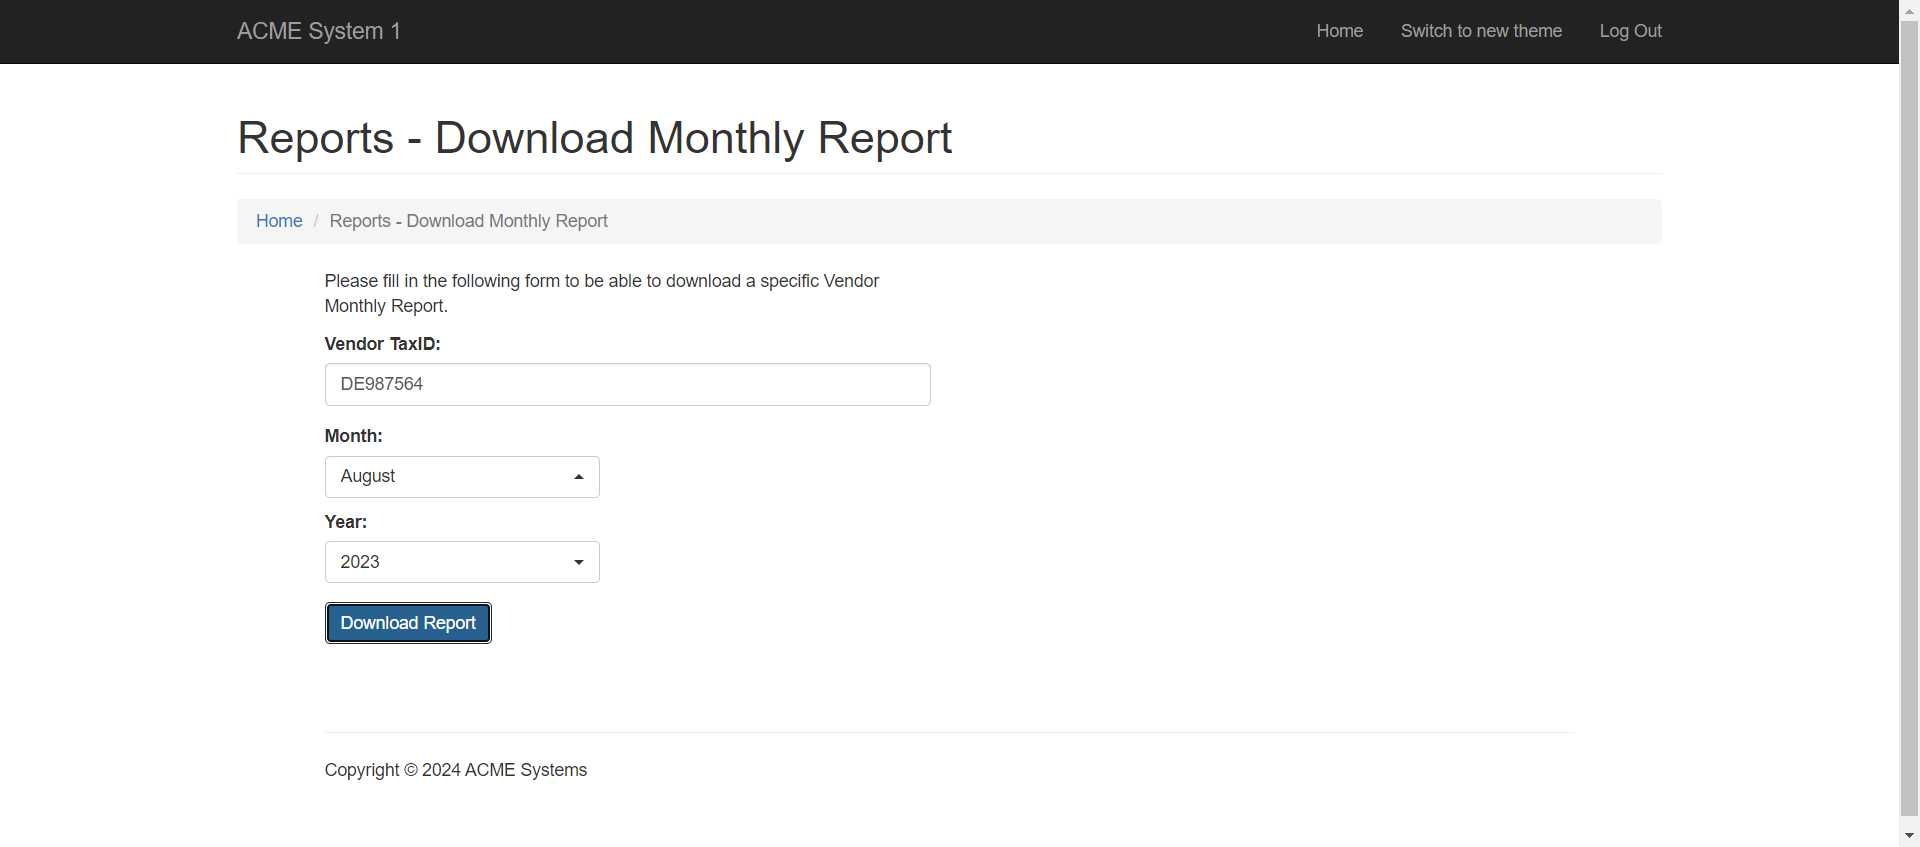 ACME System 1
Home
Switch to new theme
Log Out
Reports - Download Monthly Report
Home / Reports - Download Monthly Report
Please fill in the following form to be able to download a specific Vendor
Monthly Report.
Vendor TaxID:
DE987564
Month:
August
Year:
2023
Download Report
Copyright © 2024 ACME Systems